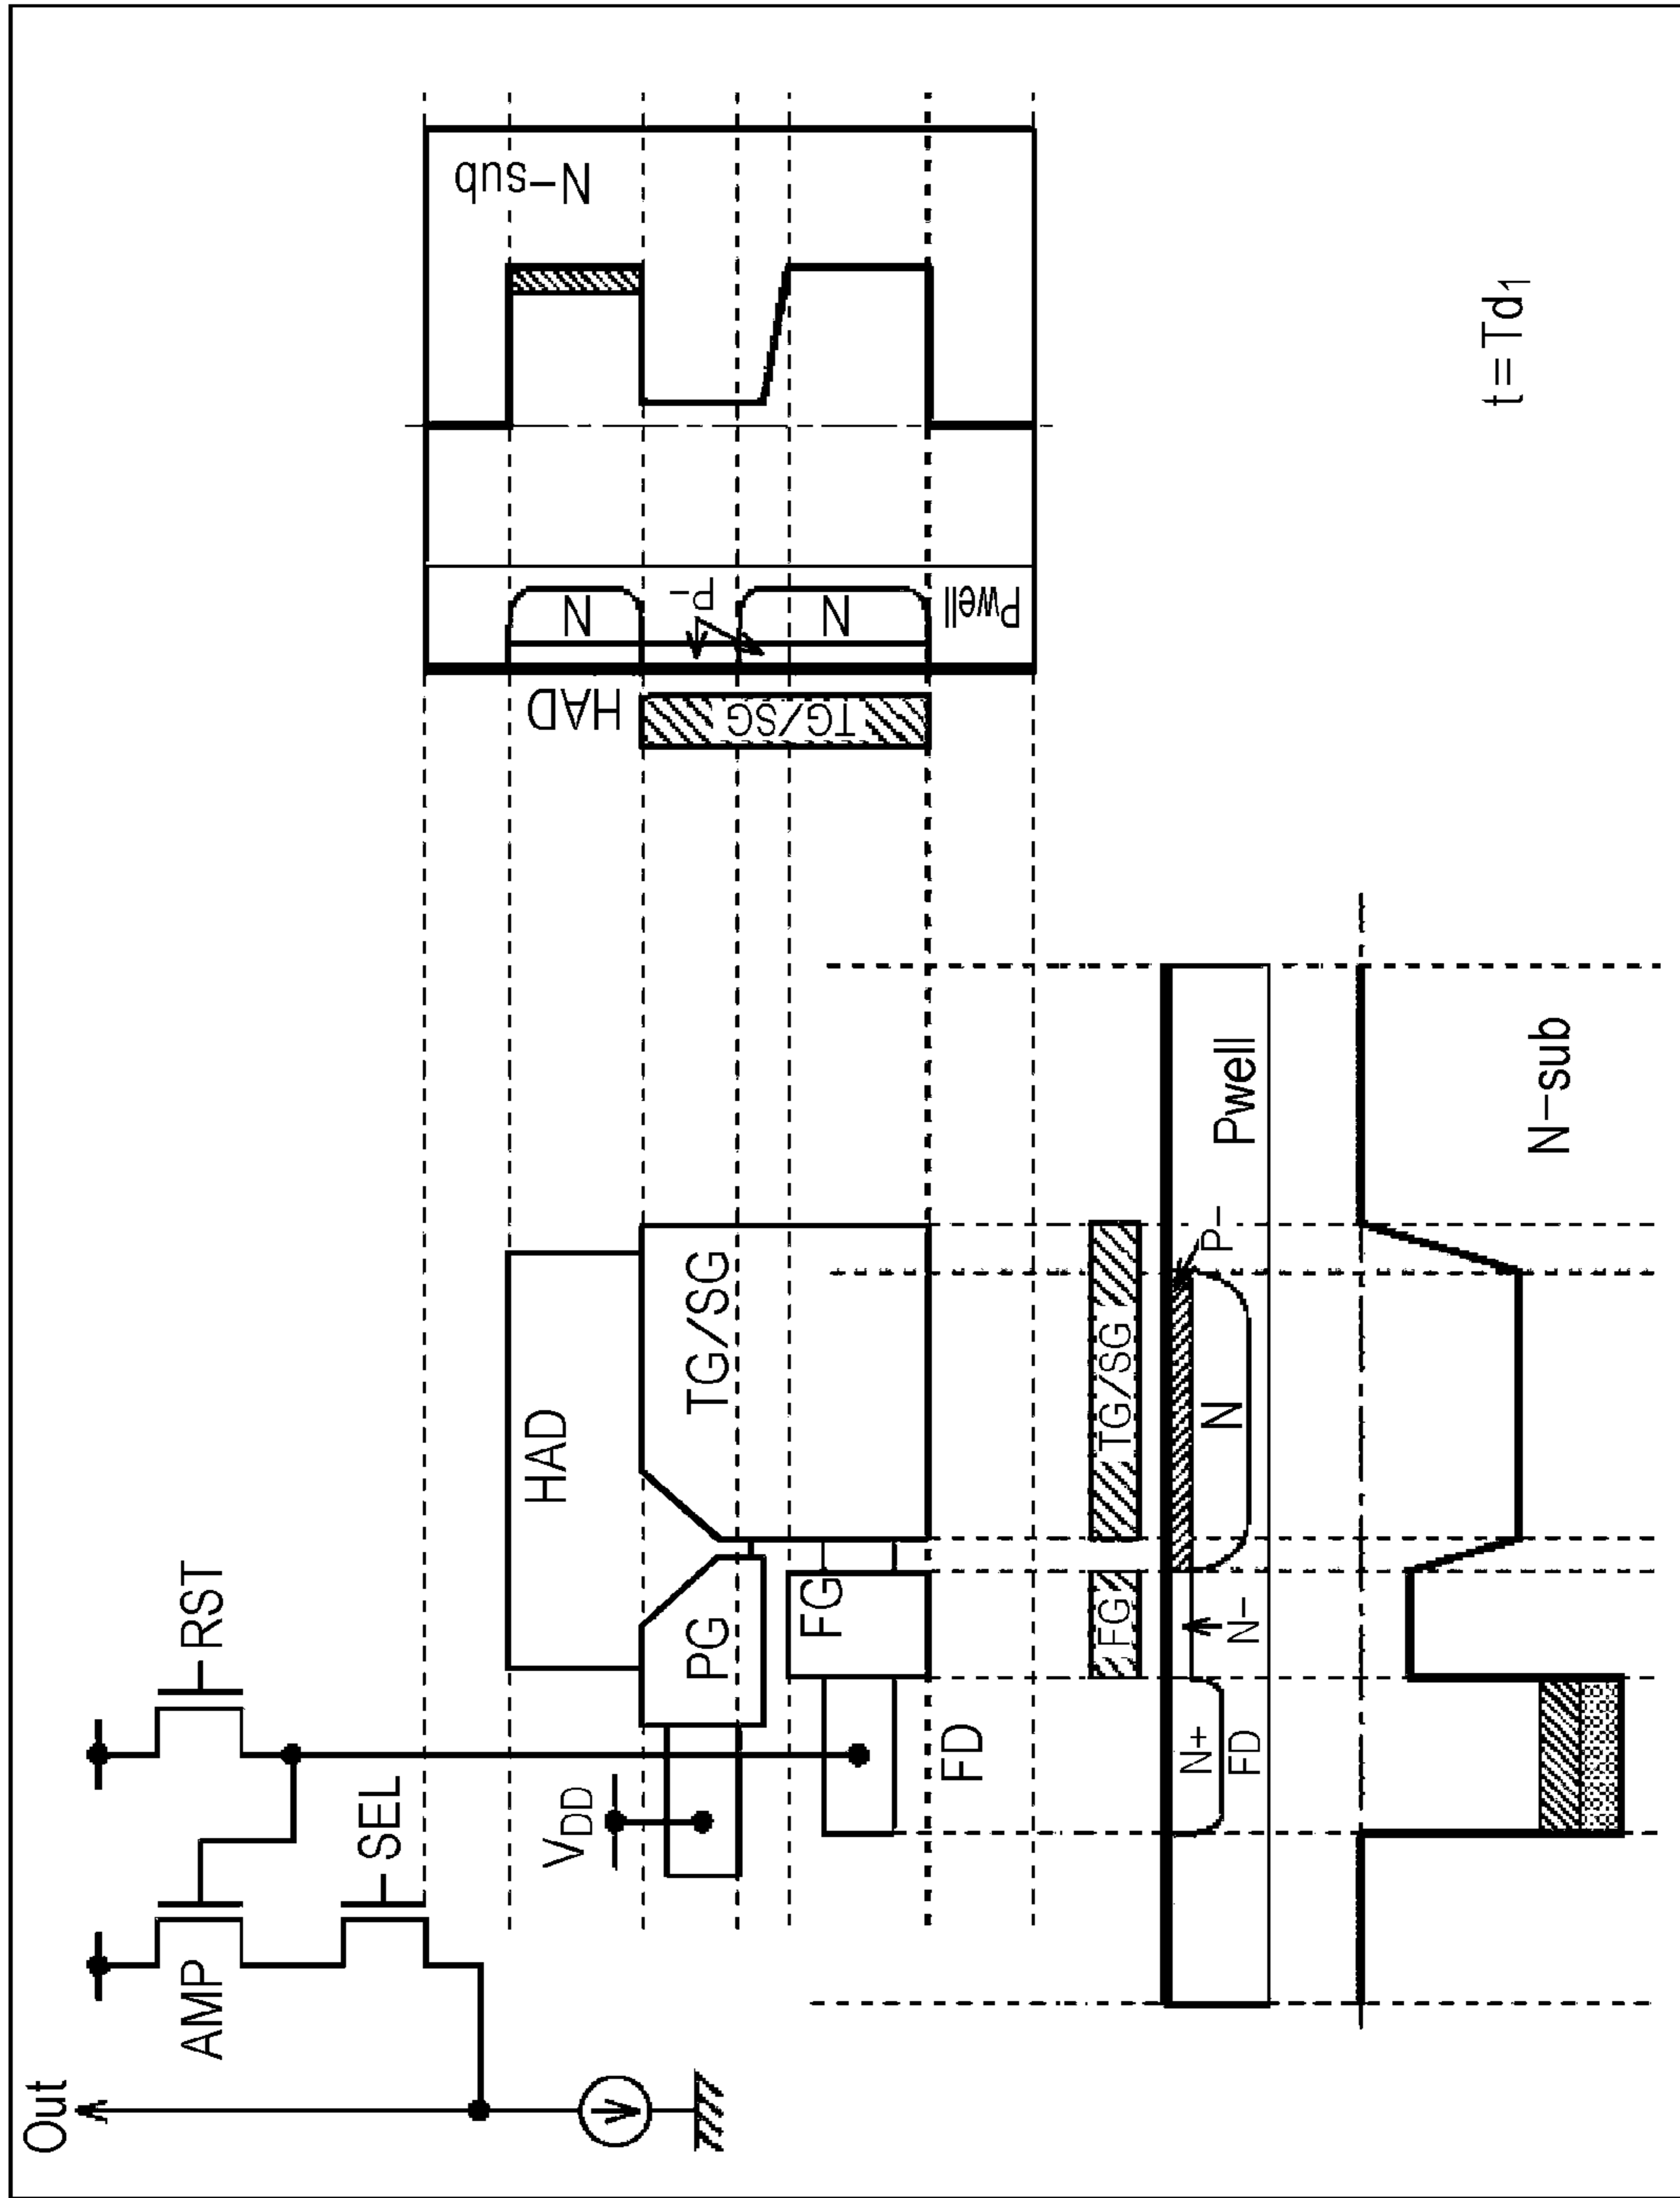 Out
AMP
SEL
RST
VDD
HAD
PG
TG/SG
FG
FD
HAD
TG/SG
N
P-
N
Pwell
N-sub
FG
TG/SG
N+
FD
N-
N
P-
Pwell
N-sub
t=Td1